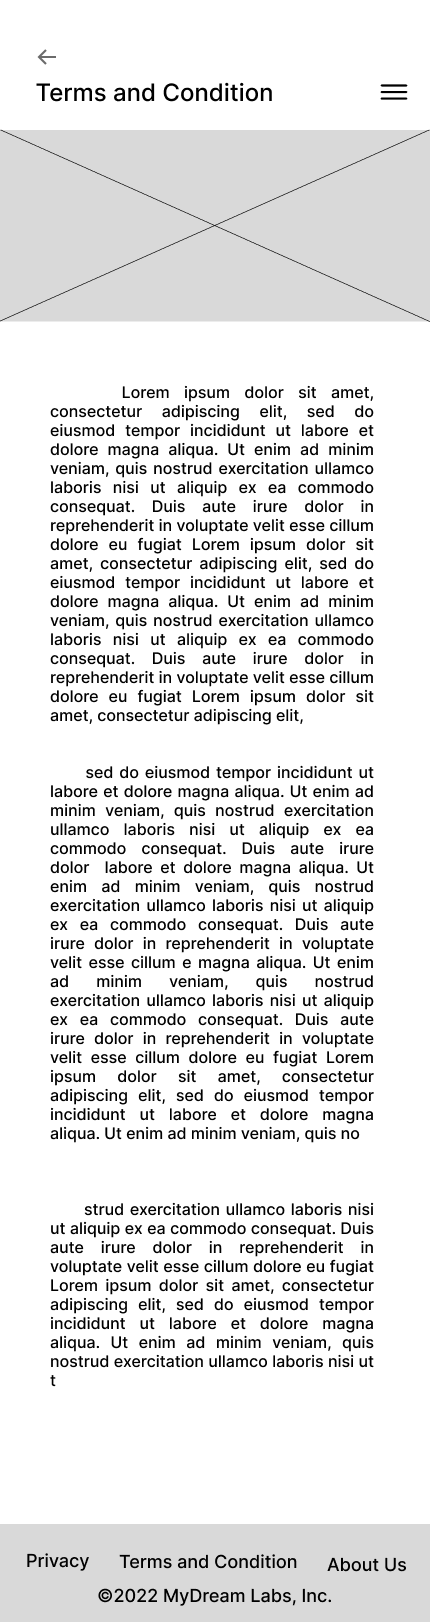 Terms and Condition
Lorem ipsum dolor sit amet,
consectetur adipiscing elit, sed do
eiusmod tempor incididunt ut labore et
dolore magna aliqua. Ut enim ad minim
veniam, quis nostrud exercitation ullamco
laboris nisi ut aliquip ex ea commodo
consequat. Duis aute irure dolor in
reprehenderit in voluptate velit esse cillum
dolore eu fugiat Lorem ipsum dolor sit
amet, consectetur adipiscing elit, sed do
eiusmod tempor incididunt ut labore et
dolore magna aliqua. Ut enim ad minim
veniam, quis nostrud exercitation ullamco
laboris nisi ut aliquip ex ea commodo
consequat. Duis aute irure dolor in
reprehenderit in voluptate velit esse cillum
dolore eu fugiat Lorem ipsum dolor sit
amet, consectetur adipiscing elit,
sed do eiusmod tempor incididunt ut
labore et dolore magna aliqua. Ut enim ad
minim veniam, quis nostrud exercitation
ullamco laboris nisi ut aliquip ex ea
commodo consequat. Duis aute irure
dolor labore et dolore magna aliqua. Ut
enim ad minim veniam, quis nostrud
exercitation ullamco laboris nisi ut aliquip
ex ea commodo consequat. Duis aute
irure dolor in reprehenderit in voluptate
velit esse cillum e magna aliqua. Ut enim
ad minim veniam, quis nostrud
exercitation ullamco laboris nisi ut aliquip
ex ea commodo consequat. Duis aute
irure dolor in reprehenderit in voluptate
velit esse cillum dolore eu fugiat Lorem
ipsum dolor sit amet, consectetur
adipiscing elit, sed do eiusmod tempor
incididunt ut labore et dolore magna
aliqua. Ut enim ad minim veniam, quis no
strud exercitation ullamco laboris nisi
ut aliquip ex ea commodo consequat. Duis
aute irure dolor in reprehenderit in
voluptate velit esse cillum dolore eu fugiat
Lorem ipsum dolor sit amet, consectetur
adipiscing elit, sed do eiusmod tempor
incididunt ut labore et dolore magna
aliqua. Ut enim ad minim veniam, quis
nostrud exercitation ullamco laboris nisi ut
t
Privacy Terms and Condition About Us
©2022 MyDream Labs, Inc.